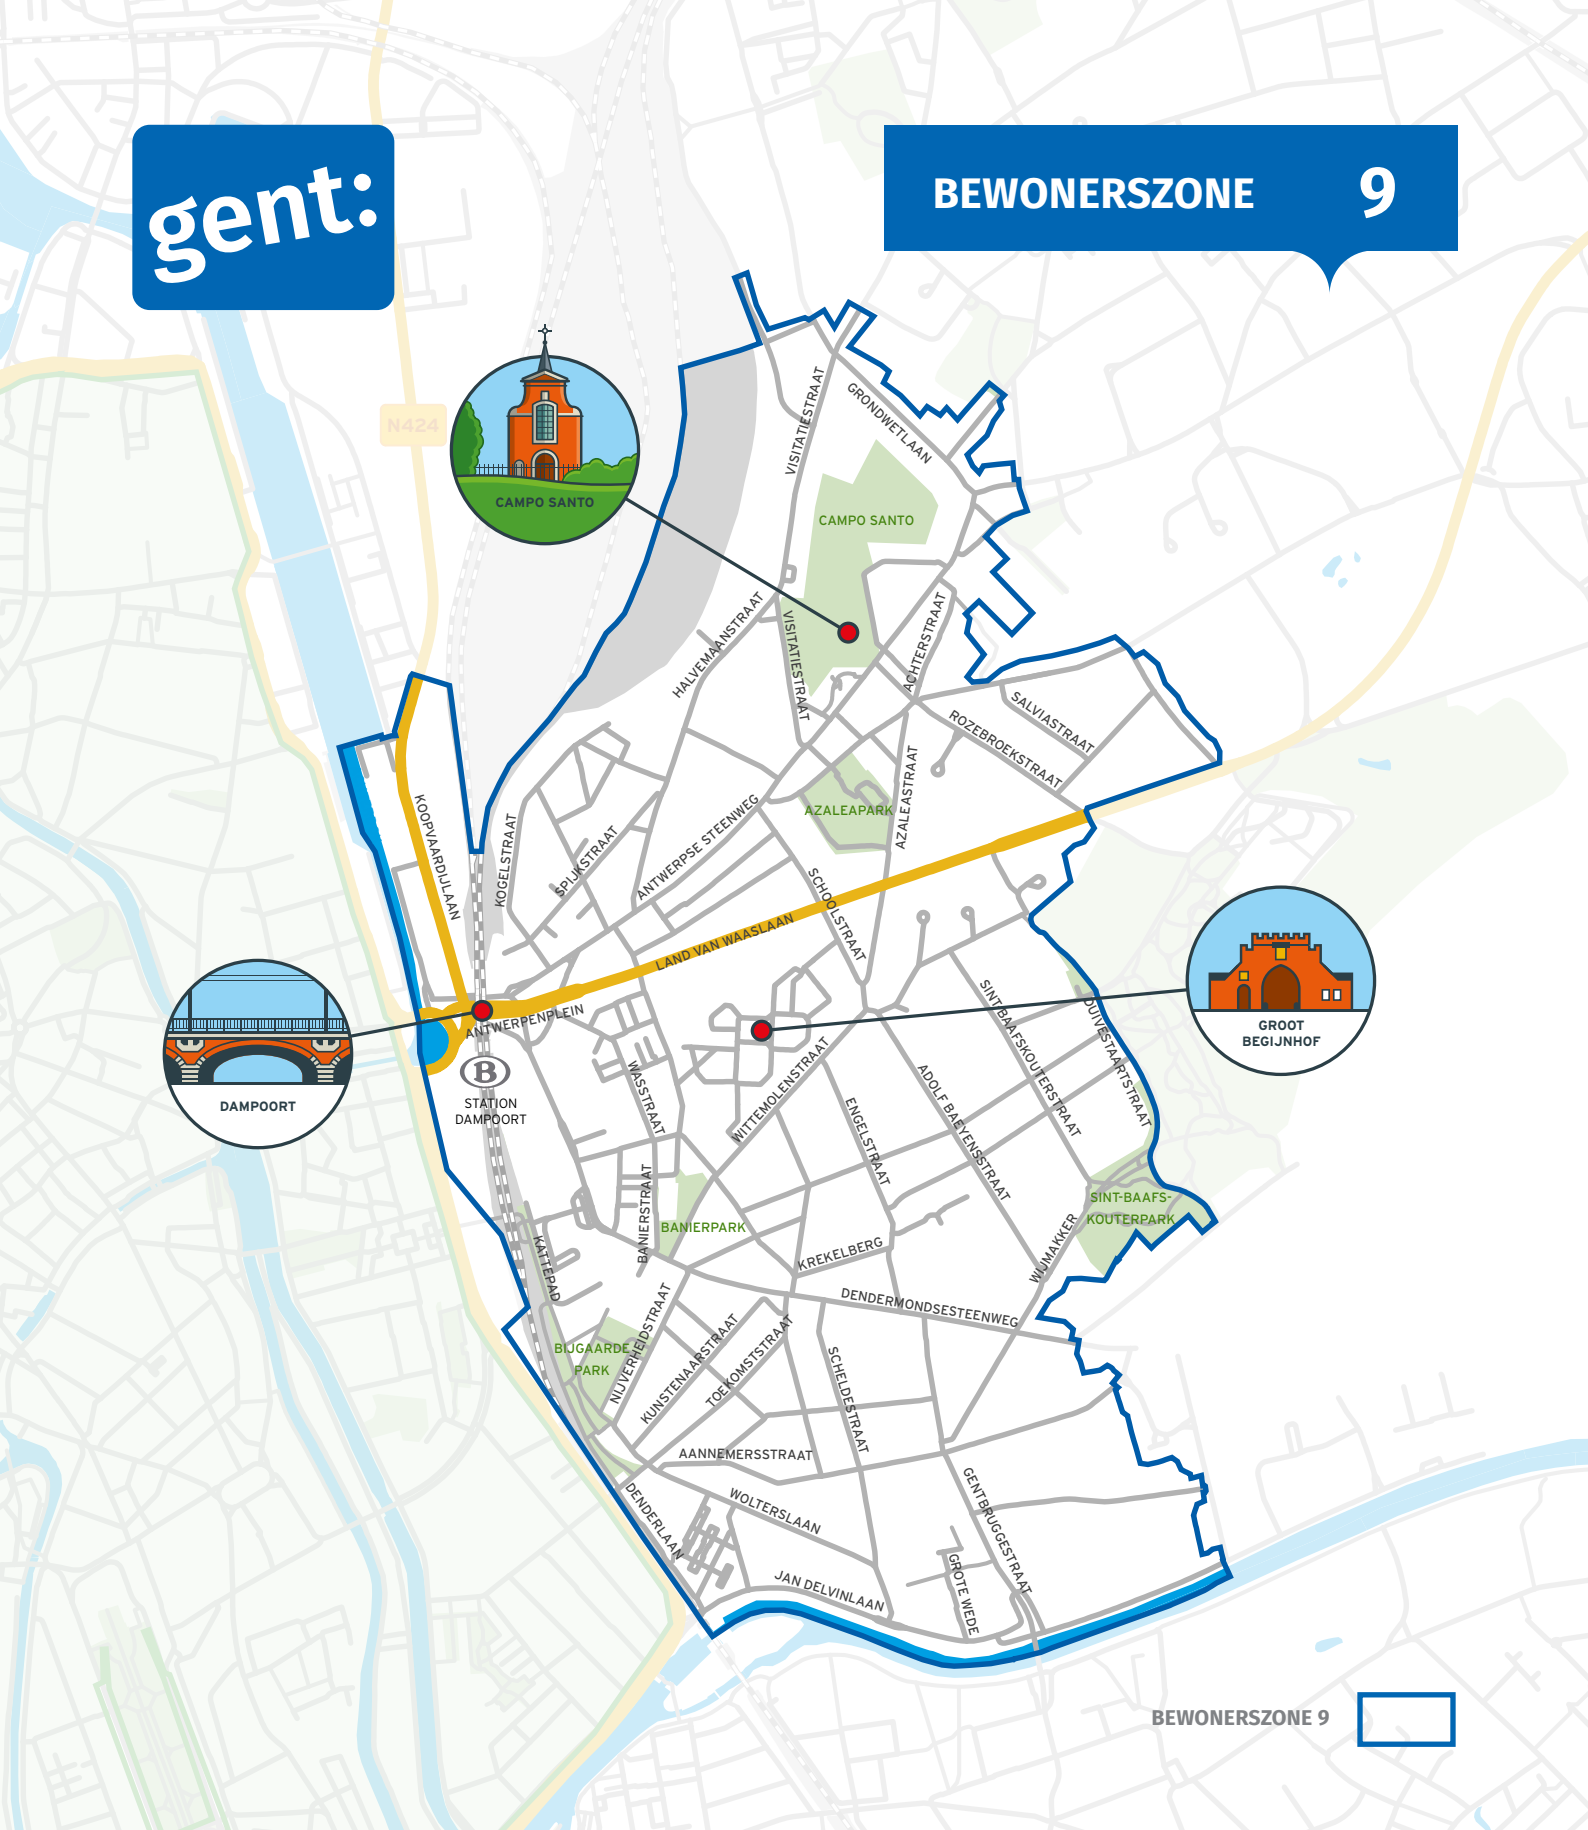 gent:
BEWONERSZONE 9
N424
CAMPO SANTO
VISITATIESTRAAT
GRONDWETLAAN
CAMPO SANTO
HALVEMAANSTRAAT
VISITATIESTRAAT
ACHTERSTRAAT
SALVIASTRAAT
ROZEBROEKSTRAAT
AZALEASTRAAT
AZALEAPARK
KOOPVAARDIJLAAN
KOGELSTRAAT
SPIJKSTRAAT
ANTWERPSE STEENWEG
SCHOOLSTRAAT
LAND VAN WAASLAAN
ANTWERPENPLEIN
DAMPOORT
B
STATION
DAMPOORT
GROOT
BEGIJNHOF
SINT-BAAFSKOUTERSTRAAT
DUIVESTAARTSTRAAT
WASSTRAAT
WITTEMOLENSTRAAT
ENGELSTRAAT
ADOLF BAEYENSSTRAAT
SINT-BAAFS-
KOUTERPARK
BANIERSTRAAT
BANIERPARK
KATTEPAD
KREKELBERG
WIJMAKKER
DENDERMONDSESTEENWEG
BIJGAARDE
PARK
NIJVERHEIDSTRAAT
KUNSTENAARSTRAAT
TOEKOMSTSTRAAT
SCHELDESTRAAT
AANNEMERSSTRAAT
DENDERLAAN
WOLTERSLAAN
GENTBRUGGESTRAAT
JAN DELVINLAAN
GROTE WEDE
BEWONERSZONE 9